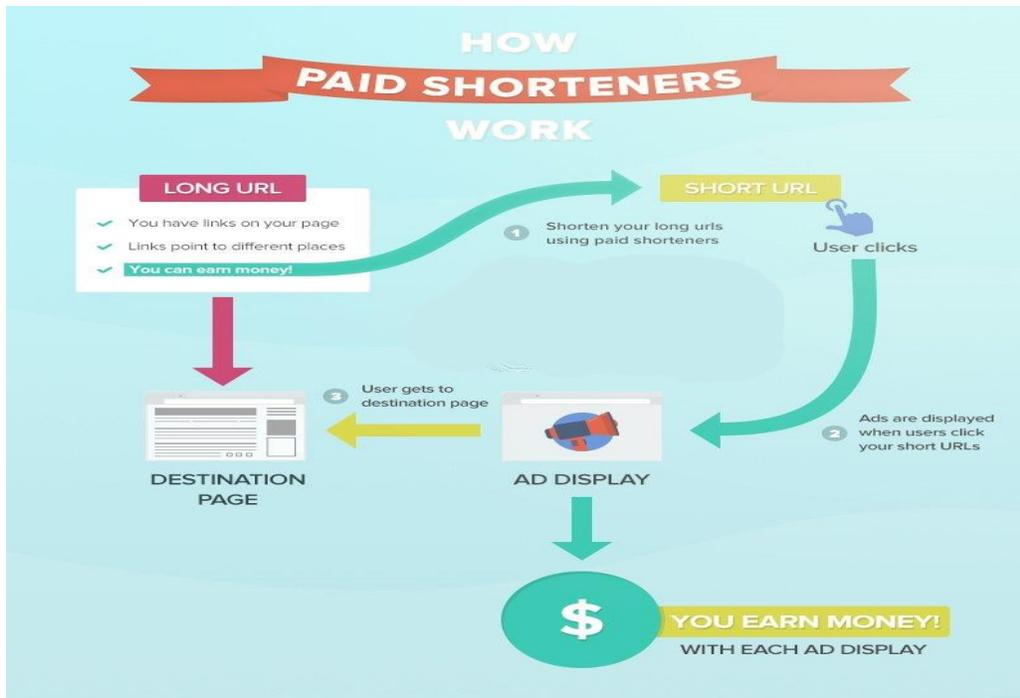 HOW
PAID SHORTENERS
WORK
LONG URL
You have links on your page
Links point to different places
You can earn money!
SHORT URL
1 Shorten your long urls
using paid shorteners
User clicks
2 Ads are displayed
when users click
your short URLs
3 User gets to
destination page
DESTINATION
PAGE
AD DISPLAY
$
YOU EARN MONEY!
WITH EACH AD DISPLAY